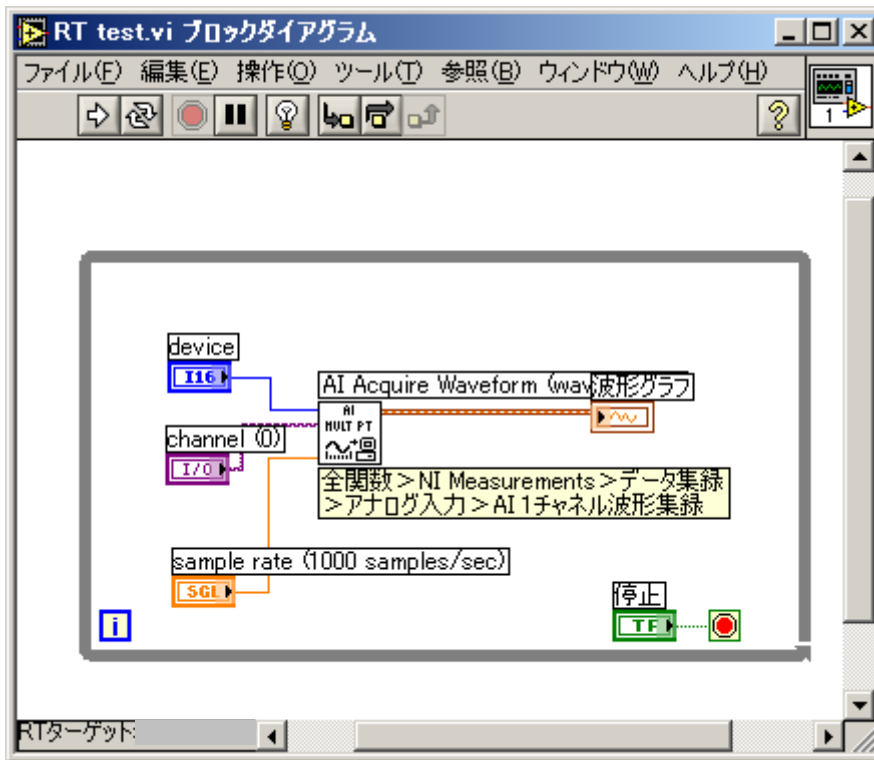 RT test.vi ブロックダイアグラム
ファイル(F) 編集(E) 操作(O) ツール(T) 参照(B) ウィンドウ(W) ヘルプ(H)
1
device
I16
AI Acquire Waveform (wav
波形グラフ
AI
MULT PT
channel (0)
I/O
全関数>NI Measurements>データ集録
>アナログ入力>AI 1チャネル波形集録
sample rate (1000 samples/sec)
SGL
停止
TF
i
RTターゲット: